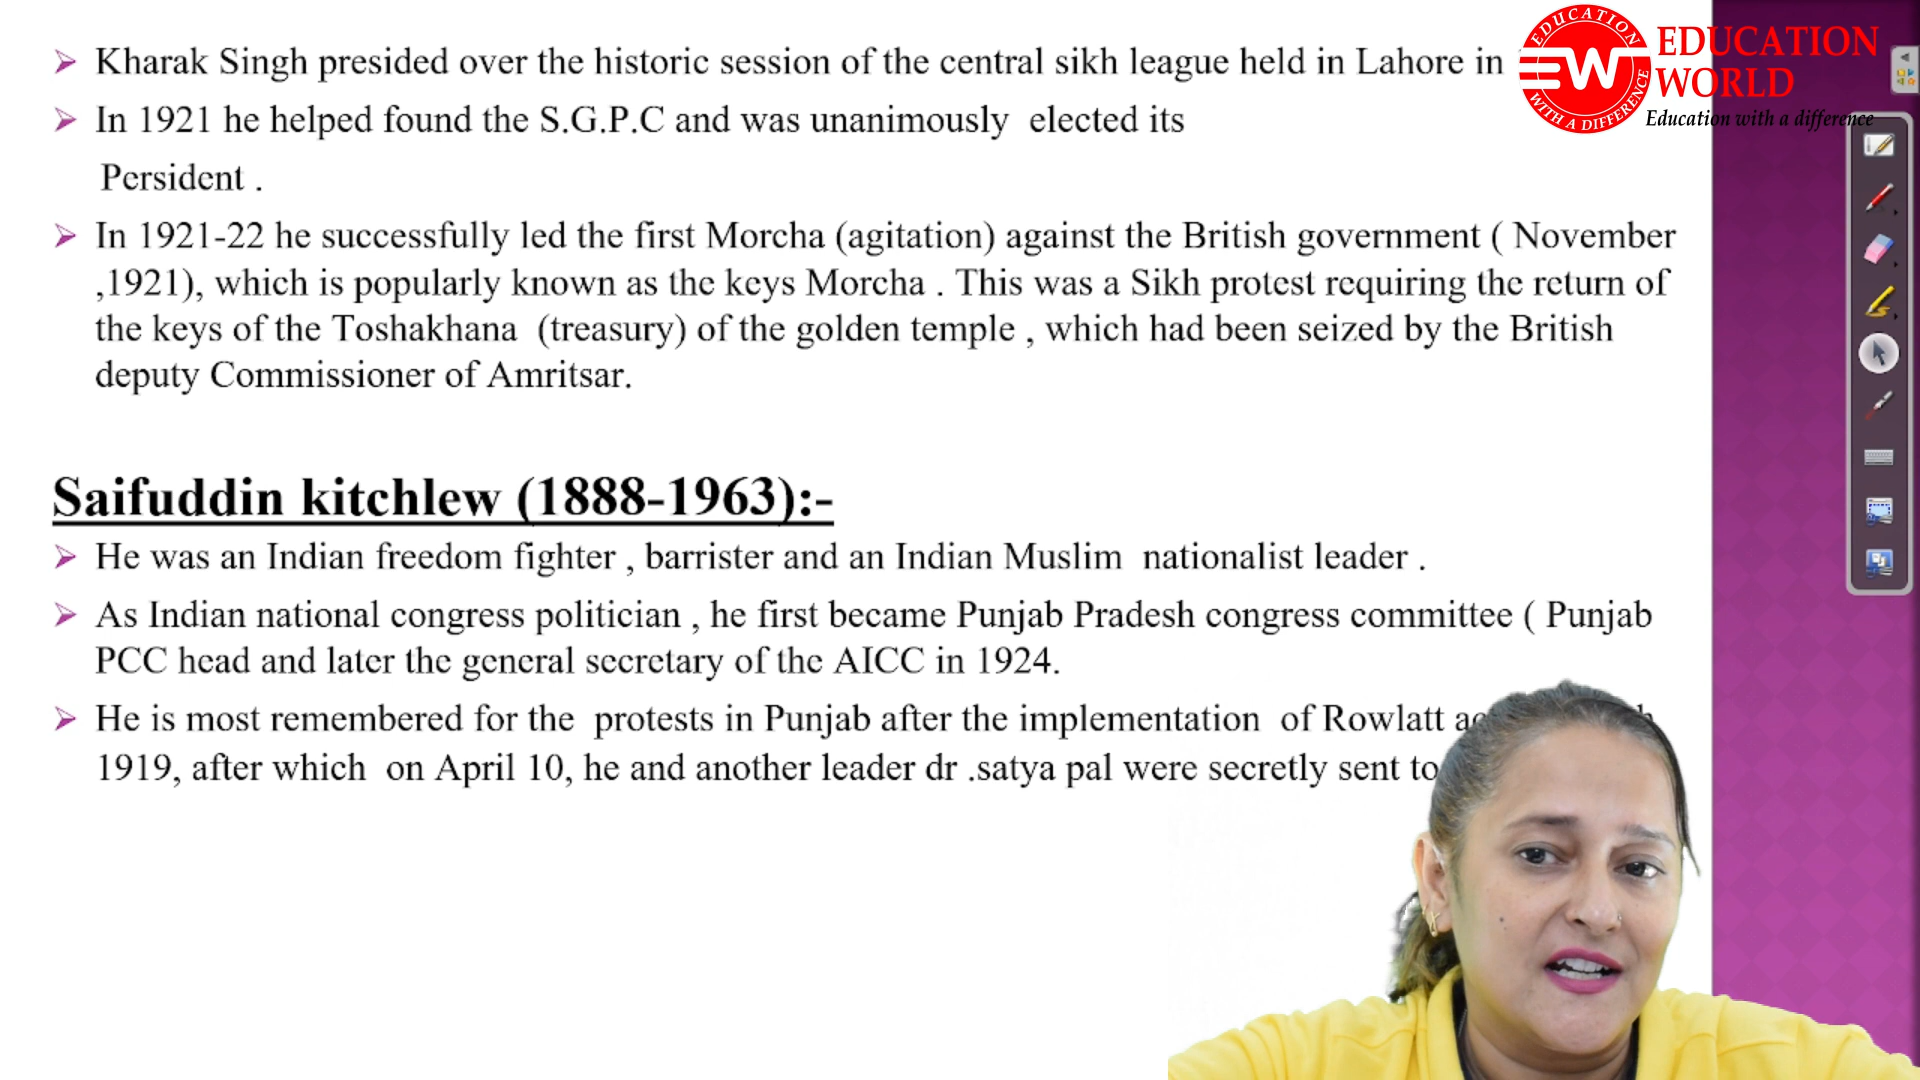 Kharak Singh presided over the historic session of the central sikh league held in Lahore in
In 1921 he helped found the S.G.P.C and was unanimously elected its
Persident .
In 1921-22 he successfully led the first Morcha (agitation) against the British government ( November
,1921), which is popularly known as the keys Morcha . This was a Sikh protest requiring the return of
the keys of the Toshakhana (treasury) of the golden temple , which had been seized by the British
deputy Commissioner of Amritsar.
Saifuddin kitchlew (1888-1963):-
He was an Indian freedom fighter , barrister and an Indian Muslim nationalist leader .
As Indian national congress politician , he first became Punjab Pradesh congress committee ( Punjab
PCC head and later the general secretary of the AICC in 1924.
He is most remembered for the protests in Punjab after the implementation of Rowlatt
1919, after which on April 10, he and another leader dr .satya pal were secretly sent to
EDUCATION
EW
WITH A DIFFERENCE
EDUCATION
WORLD
Education with a difference